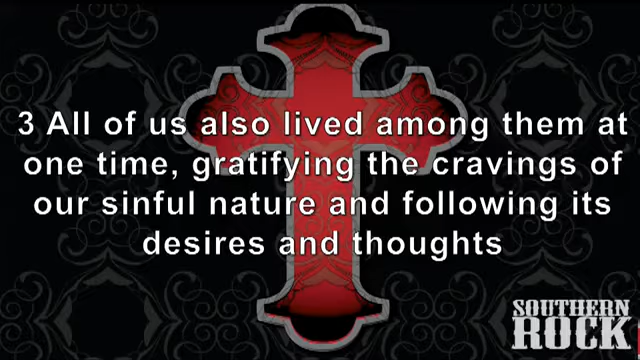 3 All of us also lived among them at
one time, gratifying the cravings of
our sinful nature and following its
desires and thoughts
SOUTHERN
ROCK